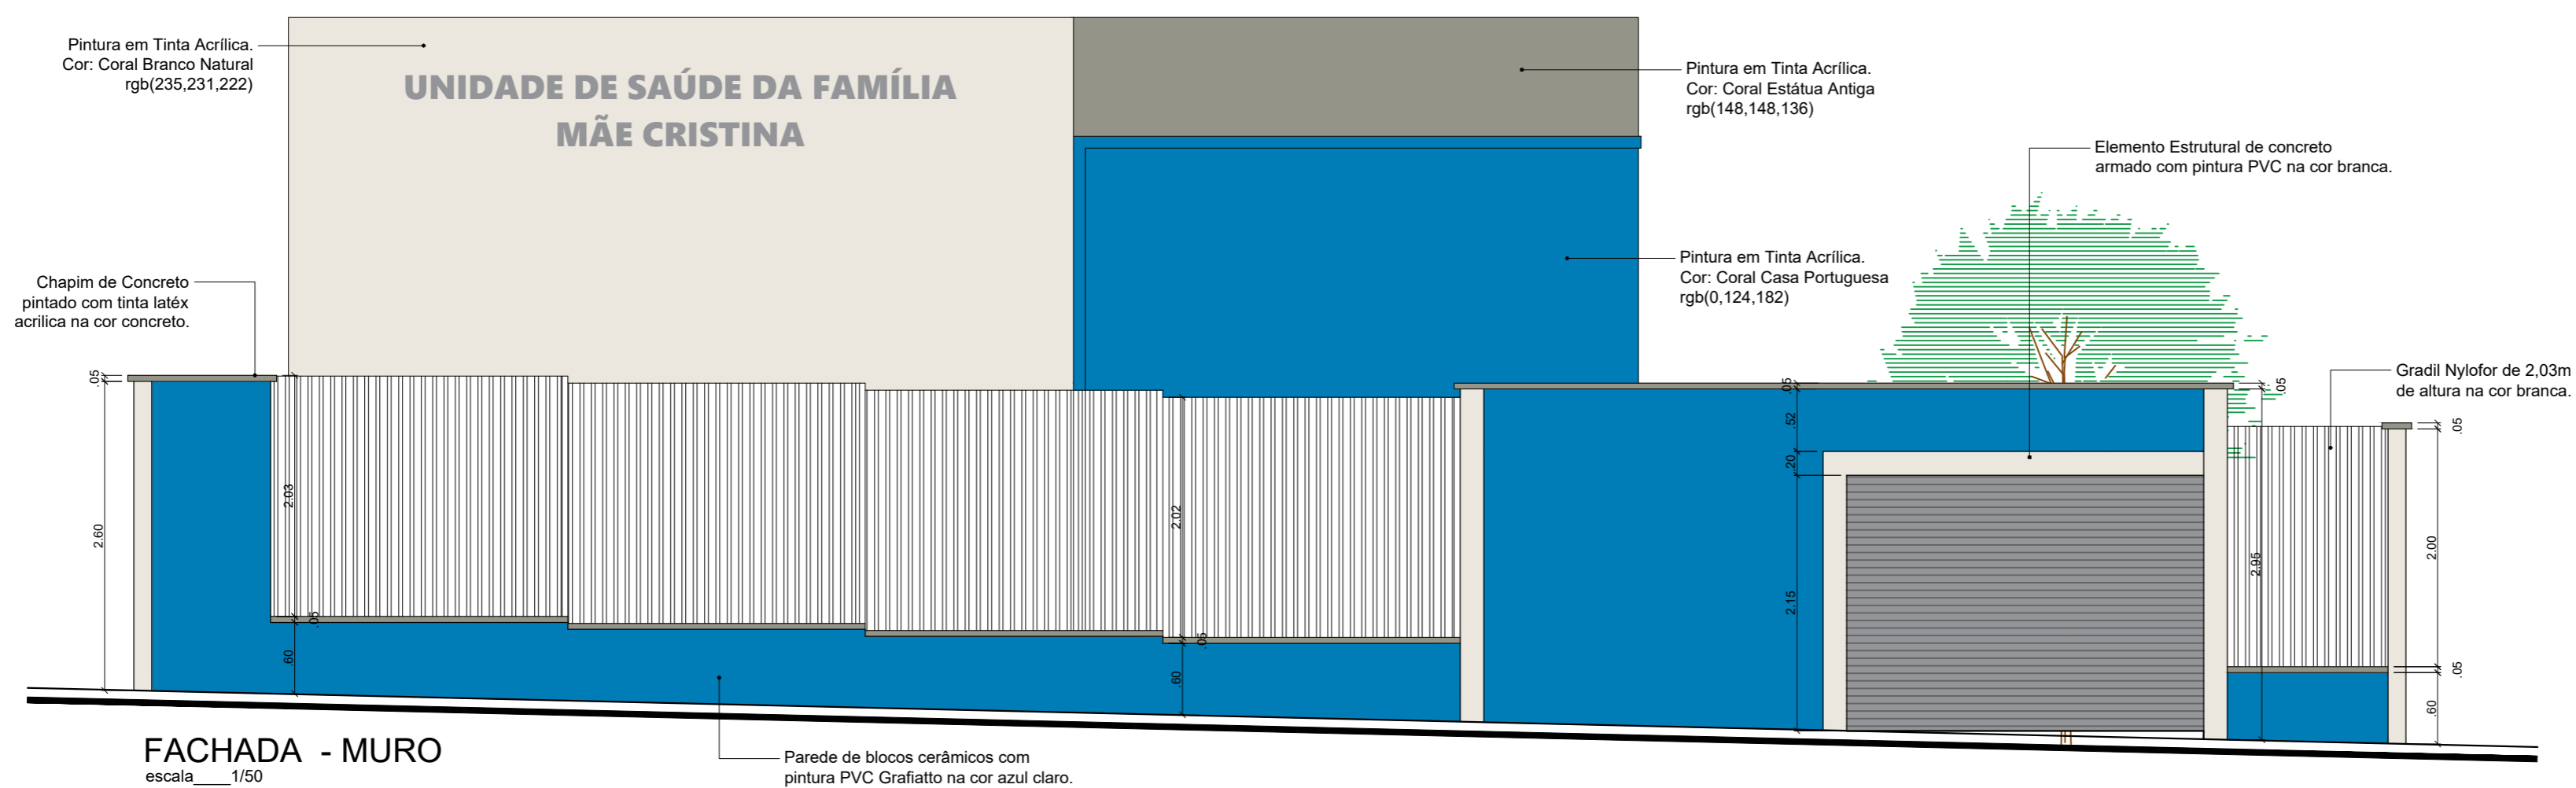 Pintura em Tinta Acrílica.
Cor: Coral Branco Natural
rgb(235,231,222)
UNIDADE DE SAÚDE DA FAMÍLIA
MÃE CRISTINA
Pintura em Tinta Acrílica.
Cor: Coral Estátua Antiga
rgb(148,148,136)
Elemento Estrutural de concreto
armado com pintura PVC na cor branca.
Pintura em Tinta Acrílica.
Cor: Coral Casa Portuguesa
rgb(0,124,182)
Chapim de Concreto
pintado com tinta latéx
acrilica na cor concreto.
Gradil Nylofor de 2,03m
de altura na cor branca.
.05
2.60
2.03
.05
.60
2.02
.05
.60
.05
.52
.20
2.15
.05
2.95
.05
2.00
.05
.60
FACHADA - MURO
escala____1/50
Parede de blocos cerâmicos com
pintura PVC Grafiatto na cor azul claro.